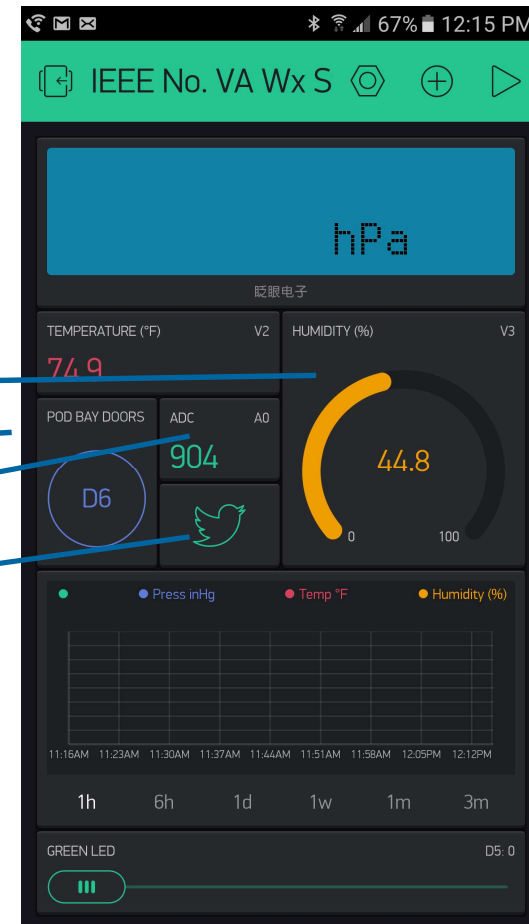 67% 12:15 PM
IEEE No. VA Wx S
hPa
眨眼电子
TEMPERATURE (°F) V2
74.9
HUMIDITY (%) V3
44.8
0 100
POD BAY DOORS
D6
ADC A0
904
Press inHg Temp °F Humidity (%)
11:16AM 11:23AM 11:30AM 11:37AM 11:44AM 11:51AM 11:58AM 12:05PM 12:12PM
1h 6h 1d 1w 1m 3m
GREEN LED D5: 0